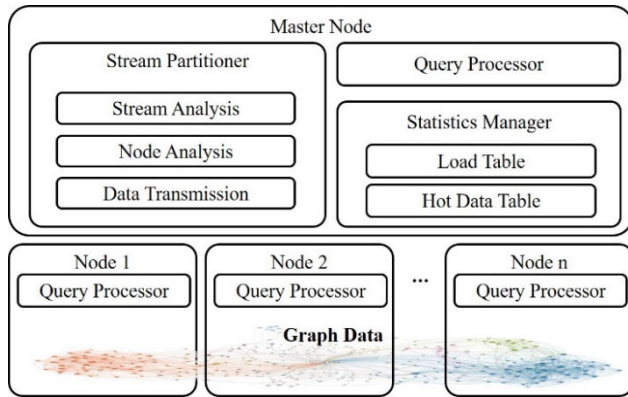 Master Node
Stream Partitioner
Stream Analysis
Node Analysis
Data Transmission
Query Processor
Statistics Manager
Load Table
Hot Data Table
Node 1
Query Processor
Node 2
Query Processor
...
Node n
Query Processor
Graph Data